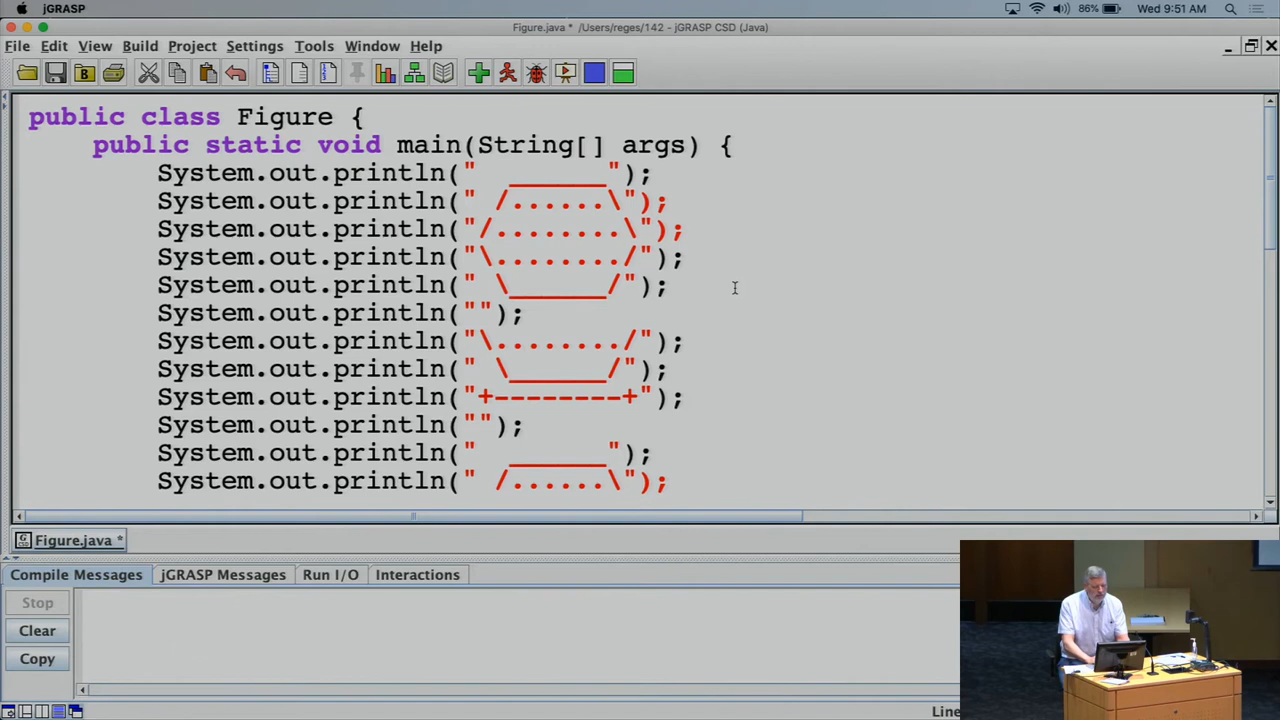 jGRASP
86% Wed 9:51 AM
Figure.java * /Users/reges/142 - jGRASP CSD (Java)
File Edit View Build Project Settings Tools Window Help
B
public class Figure {
    public static void main(String[] args) {
        System.out.println("  ______");
        System.out.println(" /......\");
        System.out.println("/........\");
        System.out.println("\......../");
        System.out.println(" \______/");
        System.out.println("");
        System.out.println("\......../");
        System.out.println(" \______/");
        System.out.println("+--------+");
        System.out.println("");
        System.out.println("  ______");
        System.out.println(" /......\");
Figure.java *
Compile Messages jGRASP Messages Run I/O Interactions
Stop
Clear
Copy
Line